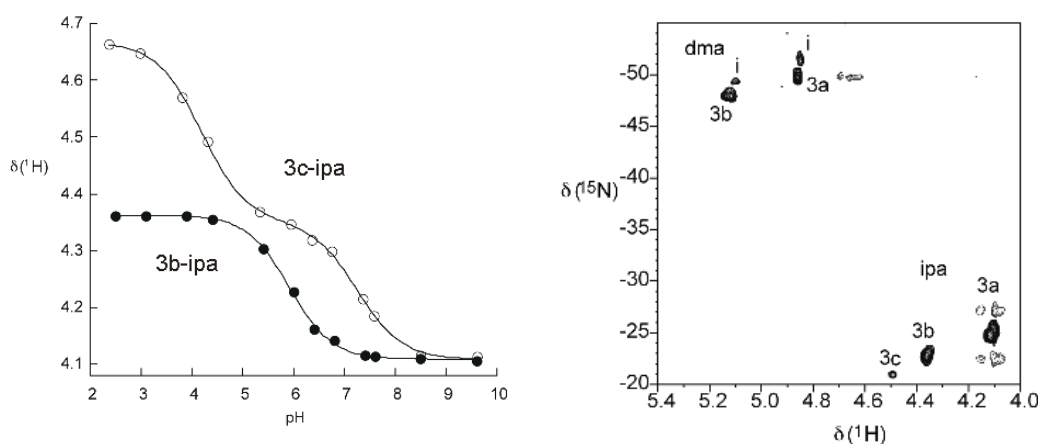 4.7
4.6
4.5
δ(¹H)
4.4
4.3
4.2
4.1
3c-ipa
3b-ipa
2 3 4 5 6 7 8 9 10
pH
dma
i
i
3a
3b
ipa
3a
3b
3c
-50
-45
-40
δ(¹⁵N)
-35
-30
-25
-20
5.4 5.2 5.0 4.8 4.6 4.4 4.2 4.0
δ(¹H)